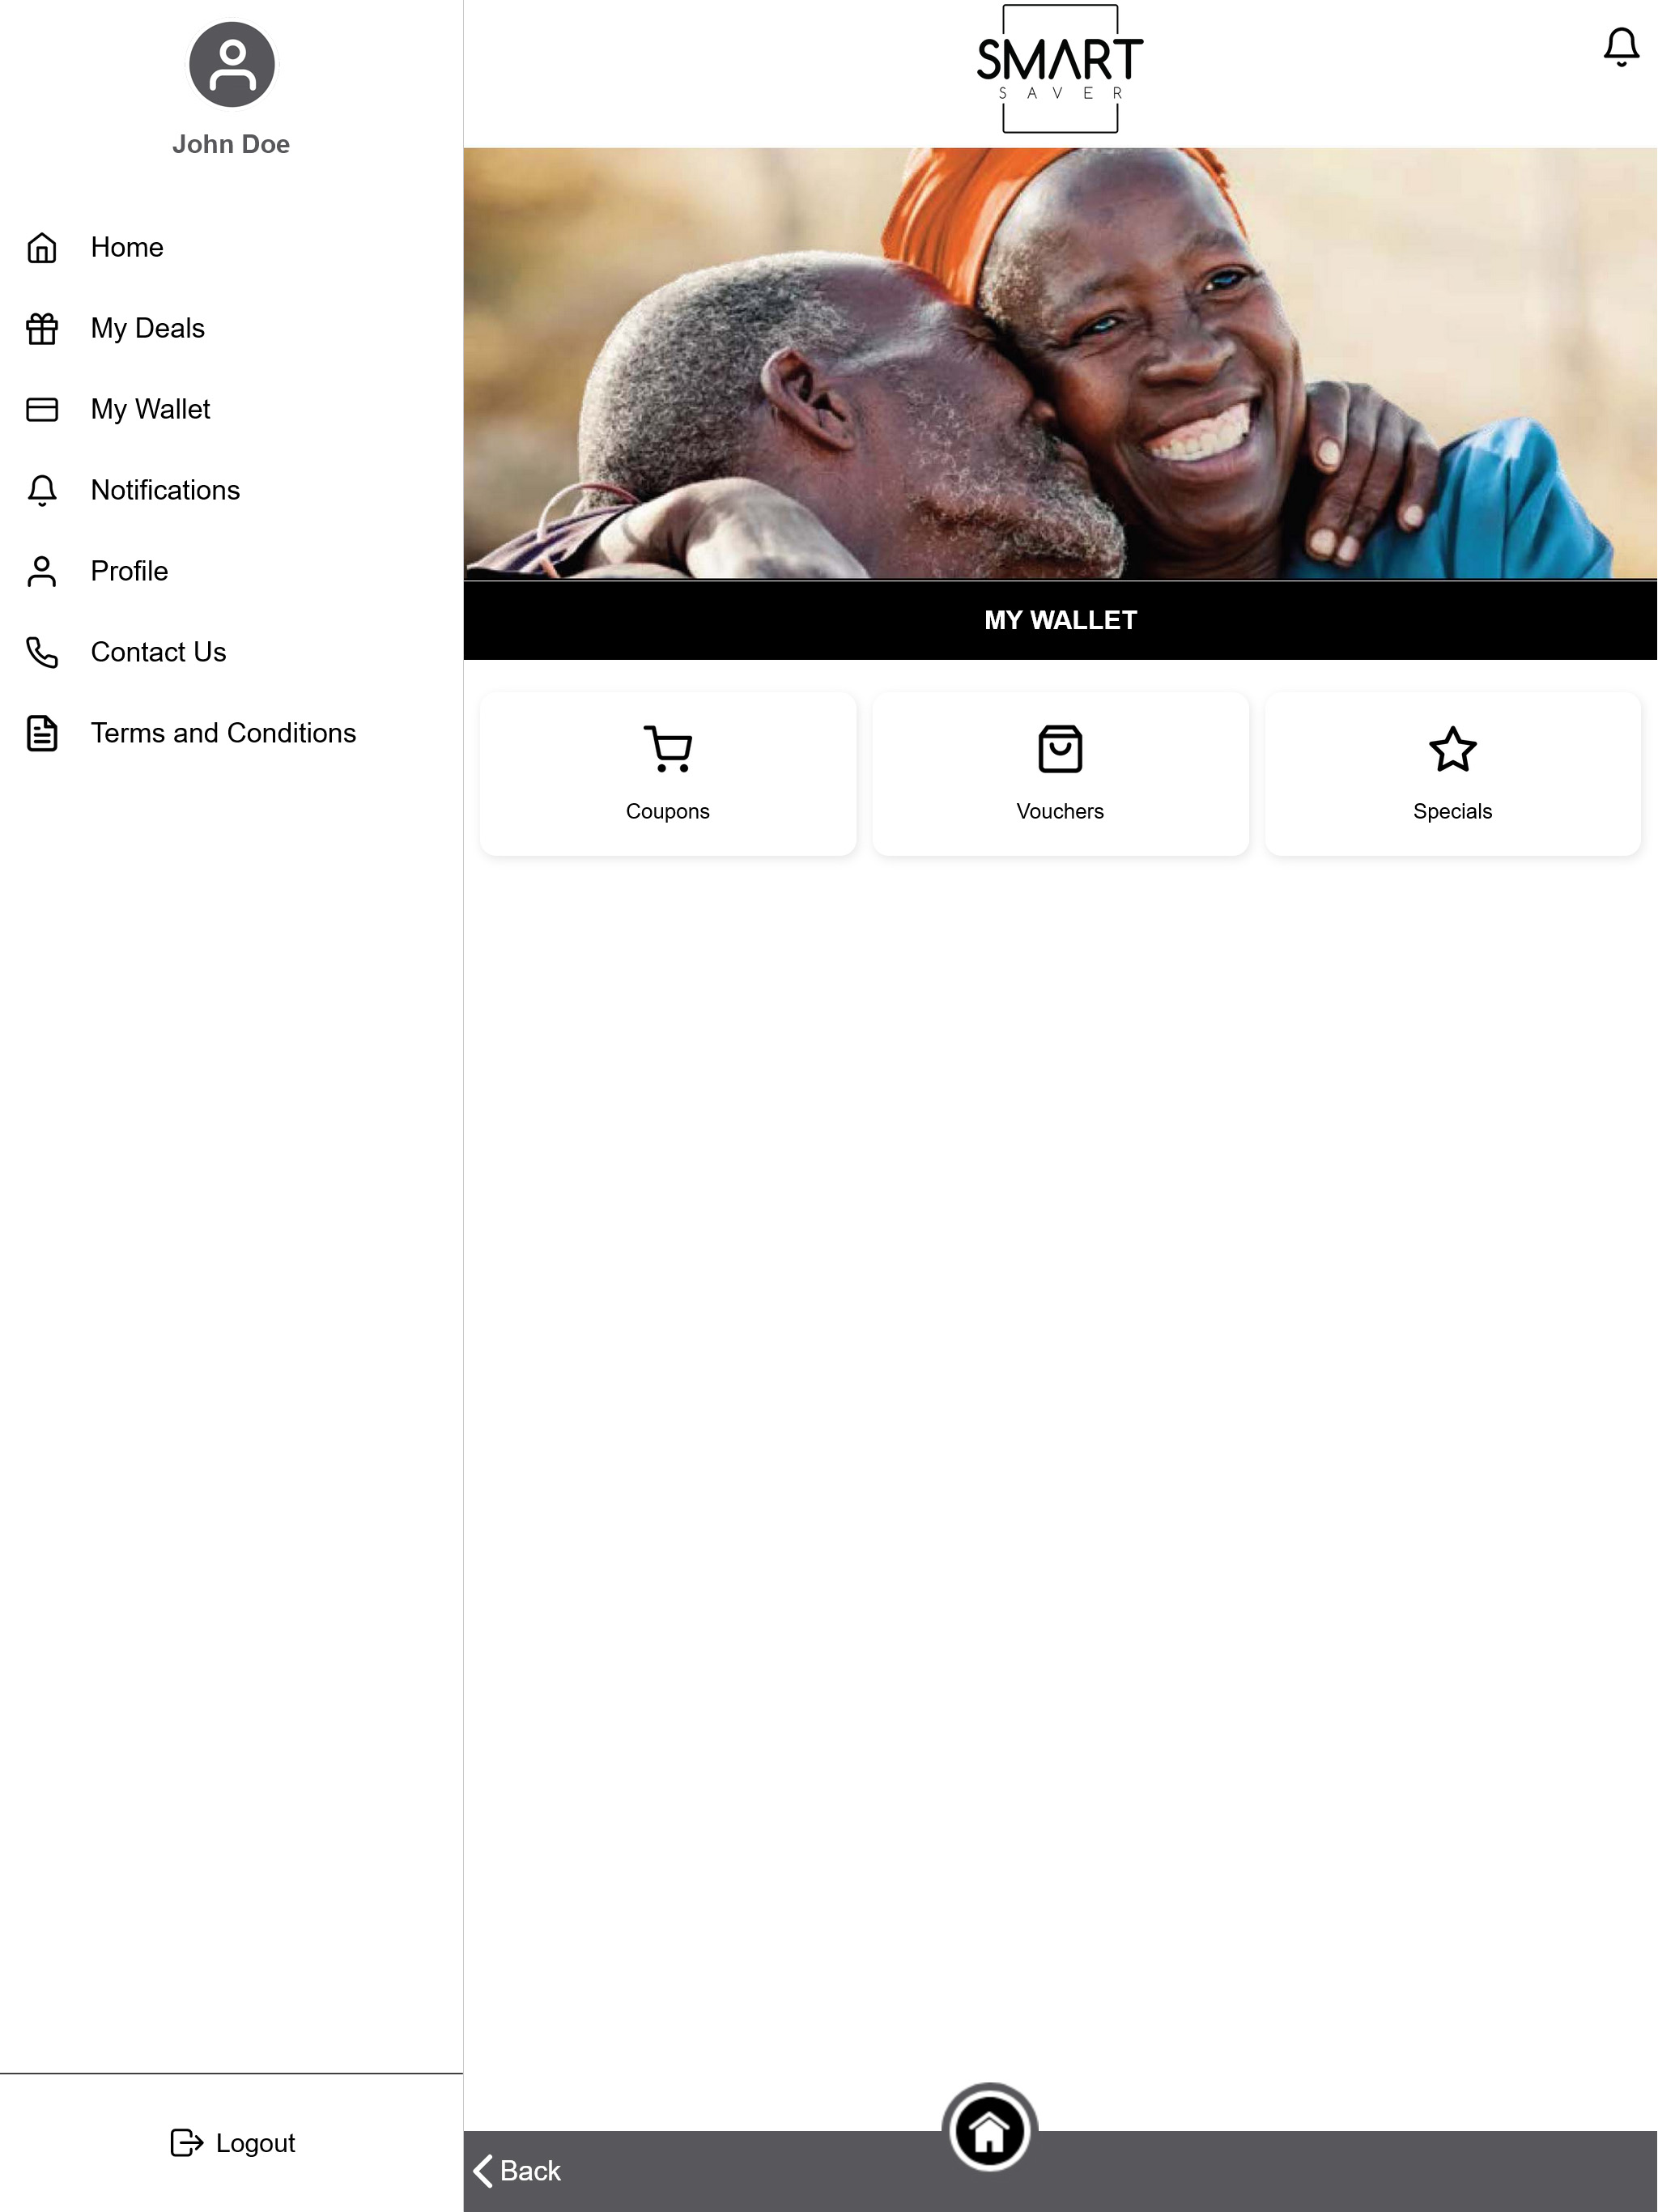 John Doe
Home
My Deals
My Wallet
Notifications
Profile
Contact Us
Terms and Conditions
Logout
SMART
SAVER
MY WALLET
Coupons
Vouchers
Specials
Back